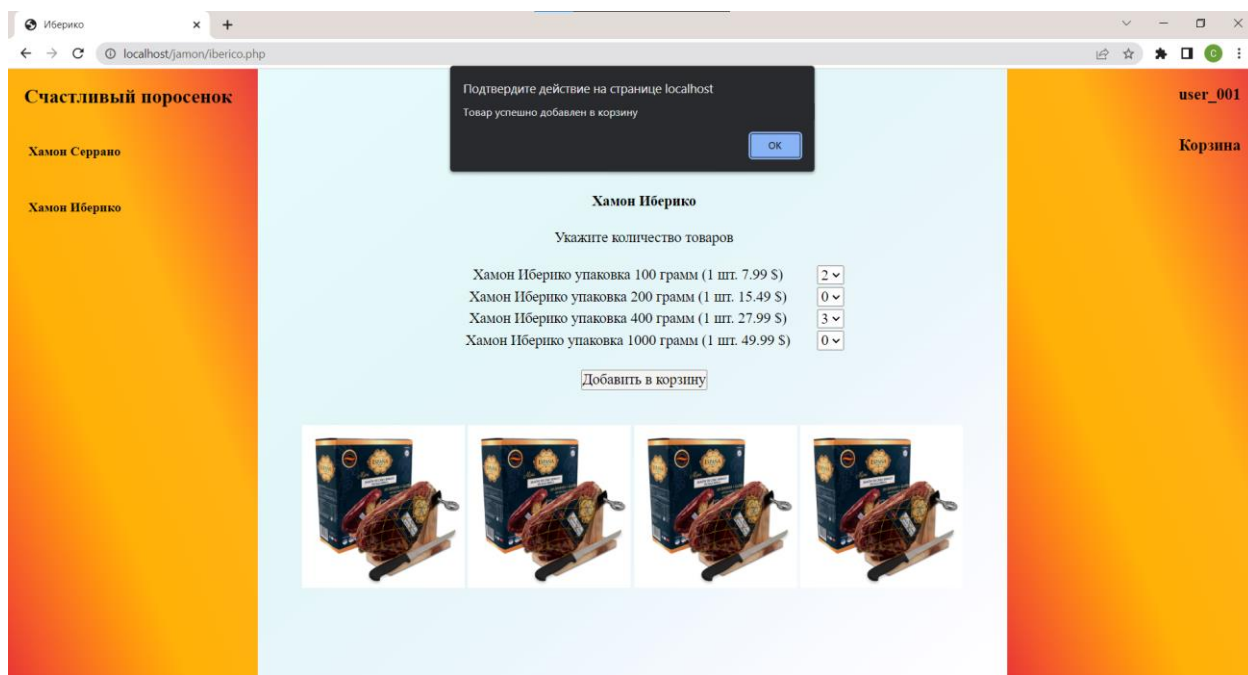 Иберико
localhost/jamon/iberico.php
C
Счастливый поросенок
Хамон Серрано
Хамон Иберико
Подтвердите действие на странице localhost
Товар успешно добавлен в корзину
OK
user_001
Корзина
Хамон Иберико
Укажите количество товаров
Хамон Иберико упаковка 100 грамм (1 шт. 7.99 $) 2
Хамон Иберико упаковка 200 грамм (1 шт. 15.49 $) 0
Хамон Иберико упаковка 400 грамм (1 шт. 27.99 $) 3
Хамон Иберико упаковка 1000 грамм (1 шт. 49.99 $) 0
Добавить в корзину